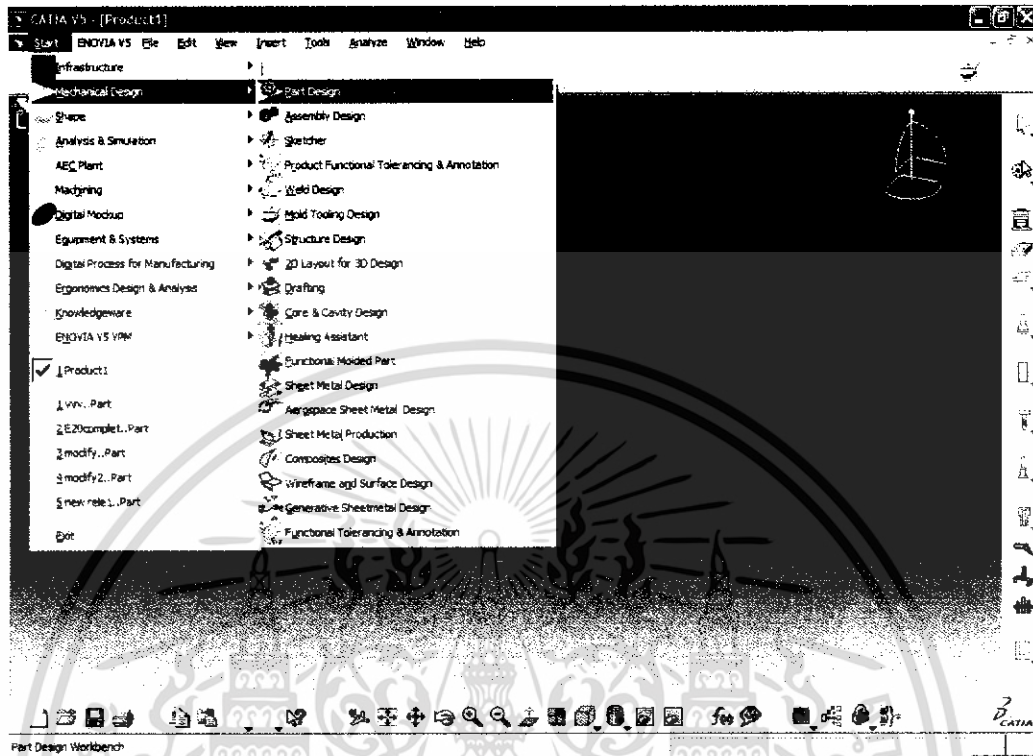 CATIA V5 - [Product1]
Start ENOVIA V5 File Edit View Insert Tools Analyze Window Help
Infrastructure
Mechanical Design
Shape
Analysis & Simulation
AEC Plant
Machining
Digital Mockup
Equipment & Systems
Digital Process for Manufacturing
Ergonomics Design & Analysis
Knowledgeware
ENOVIA V5 VPM
1 Product1
1 vvv..Part
2 E20complet..Part
3 modify..Part
4 modify2..Part
5 new rele1..Part
Exit
Part Design
Assembly Design
Sketcher
Product Functional Tolerancing & Annotation
Weld Design
Mold Tooling Design
Structure Design
2D Layout for 3D Design
Drafting
Core & Cavity Design
Healing Assistant
Functional Molded Part
Sheet Metal Design
Aerospace Sheet Metal Design
Sheet Metal Production
Composites Design
Wireframe and Surface Design
Generative Sheetmetal Design
Functional Tolerancing & Annotation
CATIA
Part Design Workbench